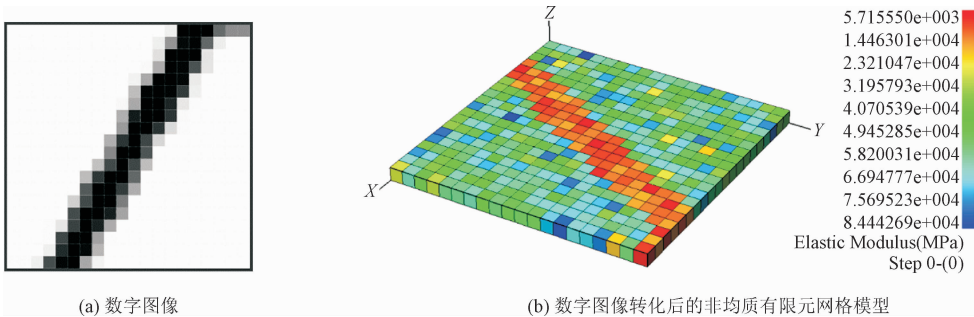 Z
Y
X
5.715550e+003
1.446301e+004
2.321047e+004
3.195793e+004
4.070539e+004
4.945285e+004
5.820031e+004
6.694777e+004
7.569523e+004
8.444269e+004
Elastic Modulus(MPa)
Step 0-(0)
(a) 数字图像
(b) 数字图像转化后的非均质有限元网格模型